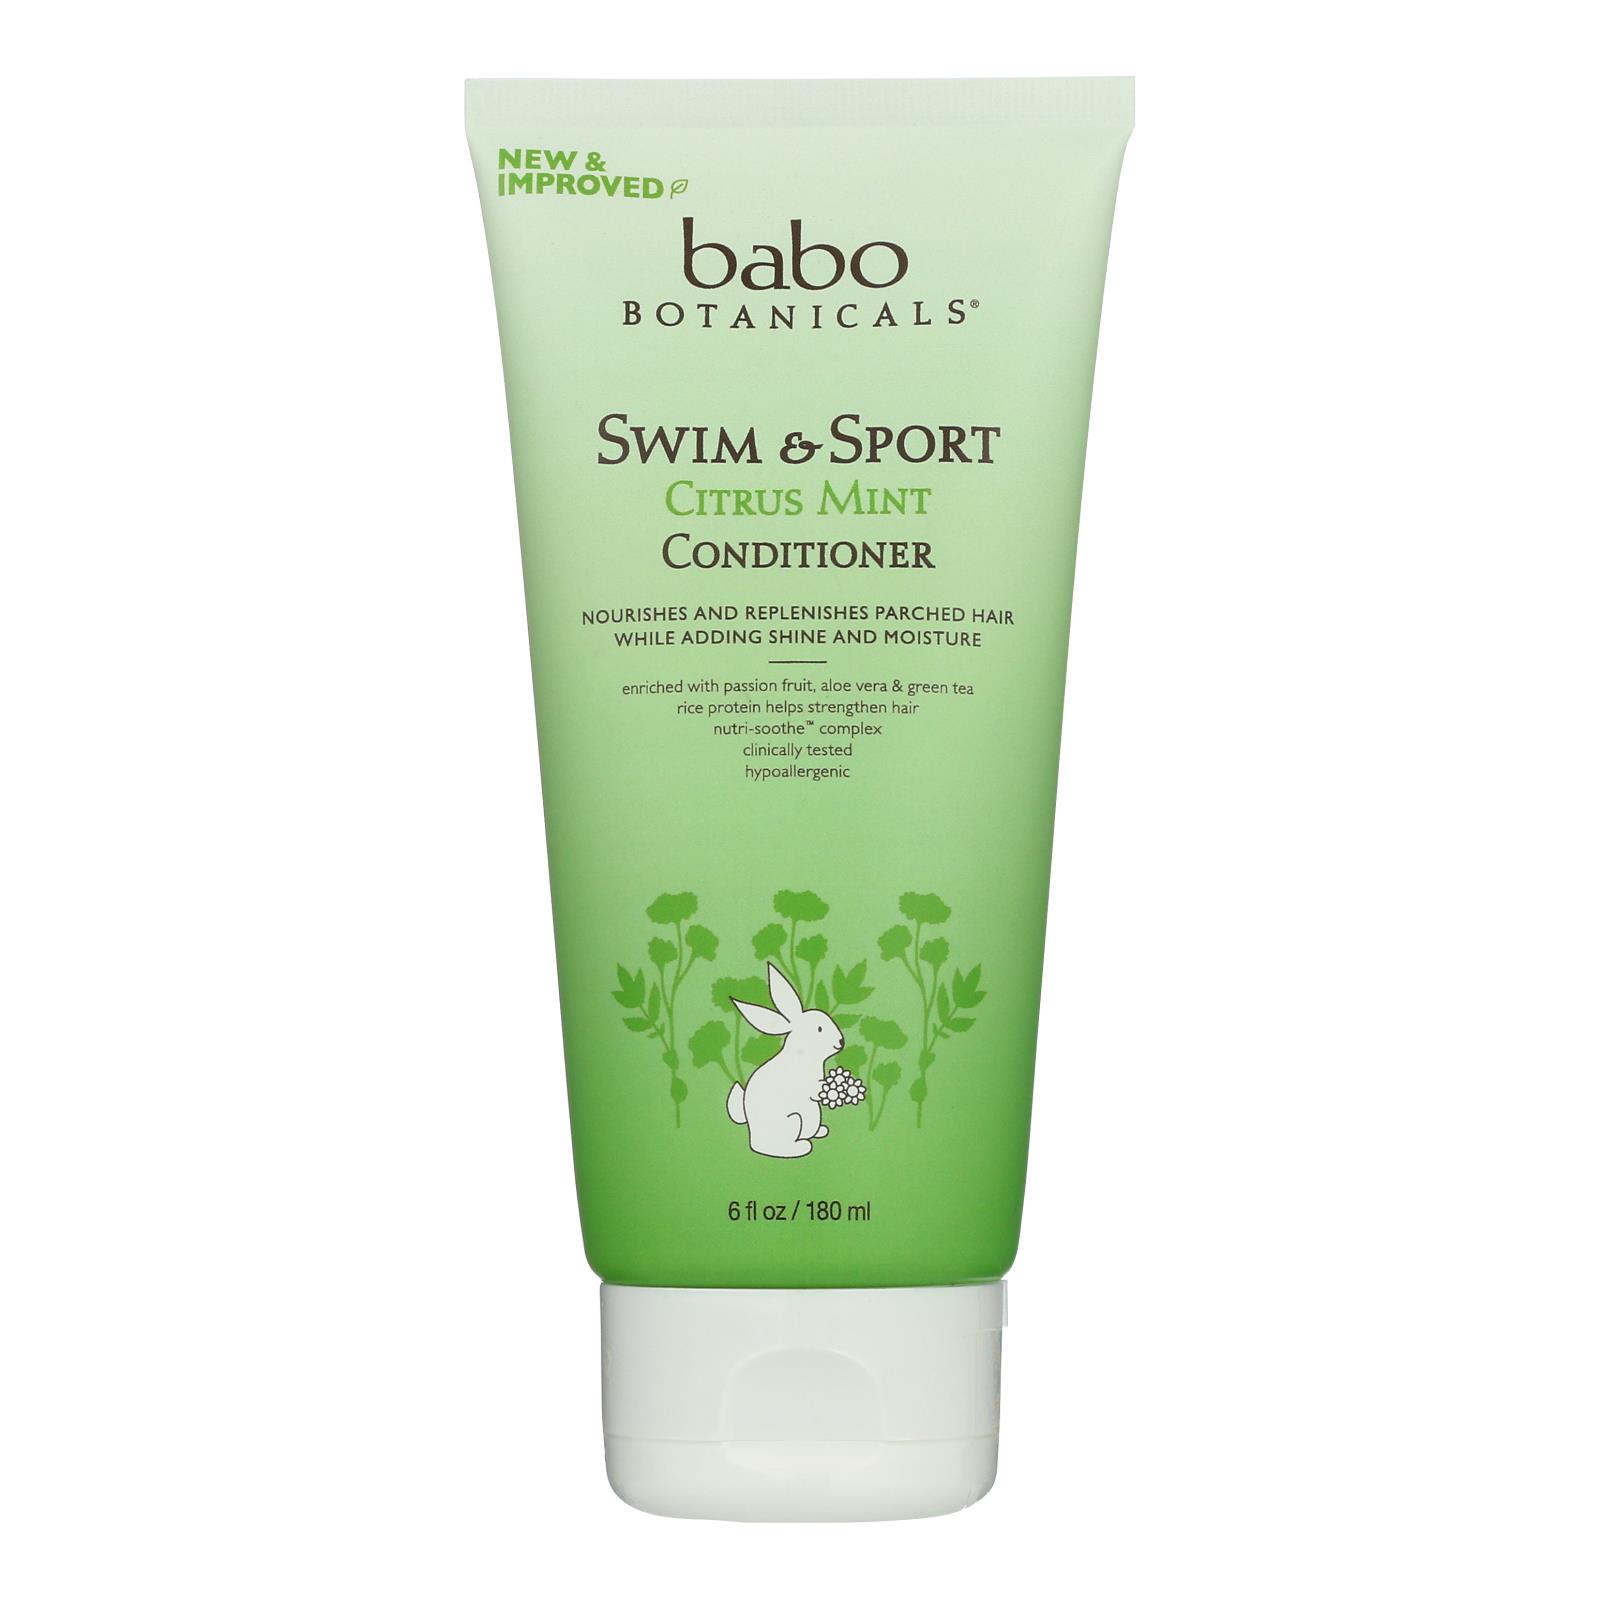 NEW &
IMPROVED
babo
BOTANICALS®
SWIM & SPORT
CITRUS MINT
CONDITIONER
NOURISHES AND REPLENISHES PARCHED HAIR
WHILE ADDING SHINE AND MOISTURE
enriched with passion fruit, aloe vera & green tea
rice protein helps strengthen hair
nutri-soothe™ complex
clinically tested
hypoallergenic
6 fl oz / 180 ml